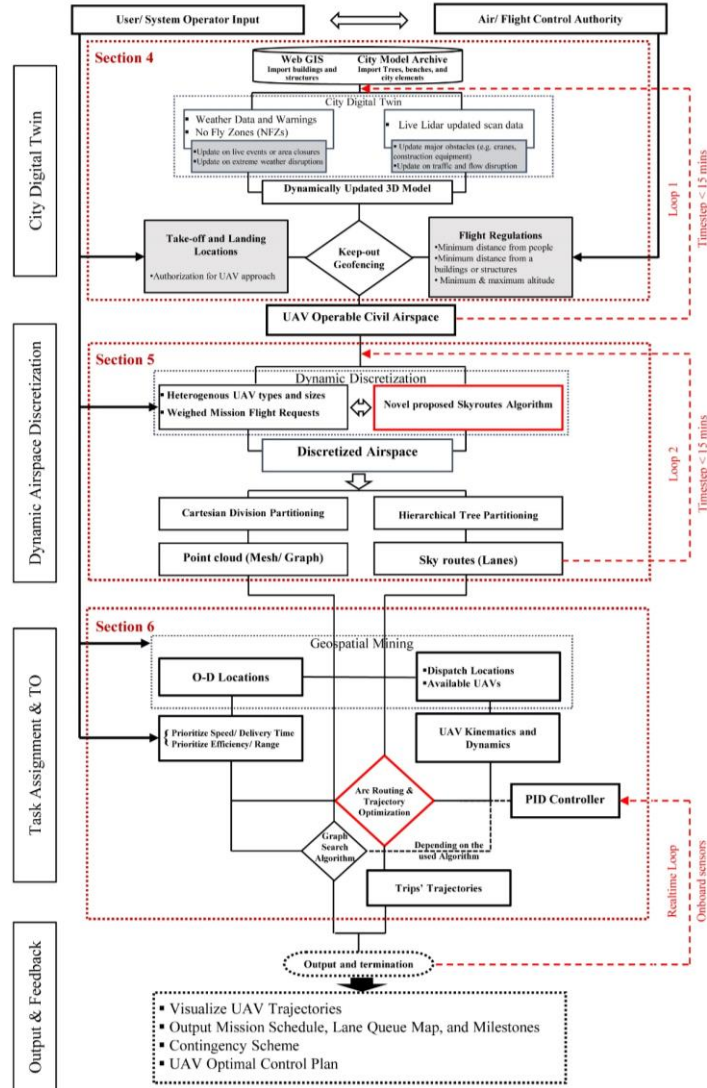 User/ System Operator Input
Air/ Flight Control Authority
Section 4
Web GIS
Import buildings and
structures
City Model Archive
Import Trees, benches, and
city elements
City Digital Twin
City Digital Twin
▪ Weather Data and Warnings
▪ No Fly Zones (NFZs)
▪Update on live events or area closures
▪Update on extreme weather disruptions
▪ Live Lidar updated scan data
▪ Update major obstacles (e.g. cranes,
construction equipment)
▪Update on traffic and flow disruption
Dynamically Updated 3D Model
Loop 1
Timestep < 15 mins
Take-off and Landing
Locations
•Authorization for UAV approach
Keep-out
Geofencing
Flight Regulations
•Minimum distance from people
•Minimum distance from a
buildings or structures
• Minimum & maximum altitude
UAV Operable Civil Airspace
Dynamic Airspace Discretization
Section 5
Dynamic Discretization
▪ Heterogenous UAV types and sizes
▪ Weighed Mission Flight Requests
Novel proposed Skyroutes Algorithm
Discretized Airspace
Loop 2
Timestep < 15 mins
Cartesian Division Partitioning
Hierarchical Tree Partitioning
Point cloud (Mesh/ Graph)
Sky routes (Lanes)
Task Assignment & TO
Section 6
Geospatial Mining
O-D Locations
▪Dispatch Locations
▪Available UAVs
Prioritize Speed/ Delivery Time
Prioritize Efficiency/ Range
UAV Kinematics and
Dynamics
Arc Routing &
Trajectory
Optimization
PID Controller
Graph
Search
Algorithm
Depending on the
used Algorithm
Trips' Trajectories
Realtime Loop
Onboard sensors
Output & Feedback
Output and termination
▪ Visualize UAV Trajectories
▪ Output Mission Schedule, Lane Queue Map, and Milestones
▪ Contingency Scheme
▪ UAV Optimal Control Plan